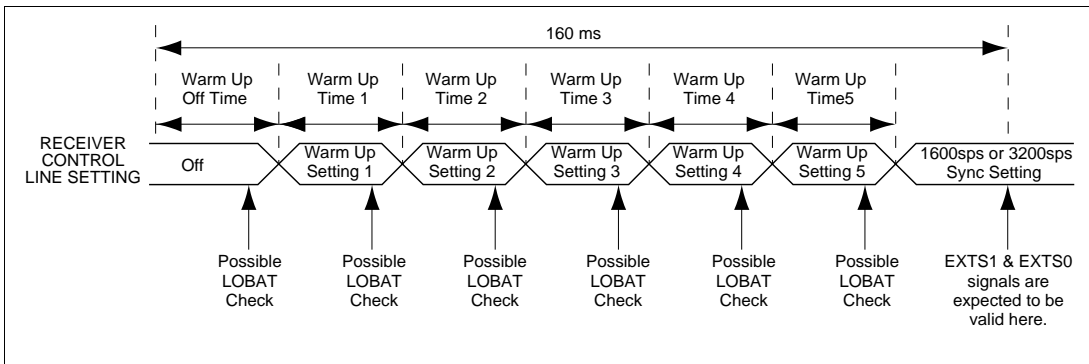 160 ms
Warm Up
Off Time
Warm Up
Time 1
Warm Up
Time 2
Warm Up
Time 3
Warm Up
Time 4
Warm Up
Time5
RECEIVER
CONTROL
LINE SETTING
Off
Warm Up
Setting 1
Warm Up
Setting 2
Warm Up
Setting 3
Warm Up
Setting 4
Warm Up
Setting 5
1600sps or 3200sps
Sync Setting
Possible
LOBAT
Check
Possible
LOBAT
Check
Possible
LOBAT
Check
Possible
LOBAT
Check
Possible
LOBAT
Check
Possible
LOBAT
Check
EXTS1 & EXTS0
signals are
expected to be
valid here.